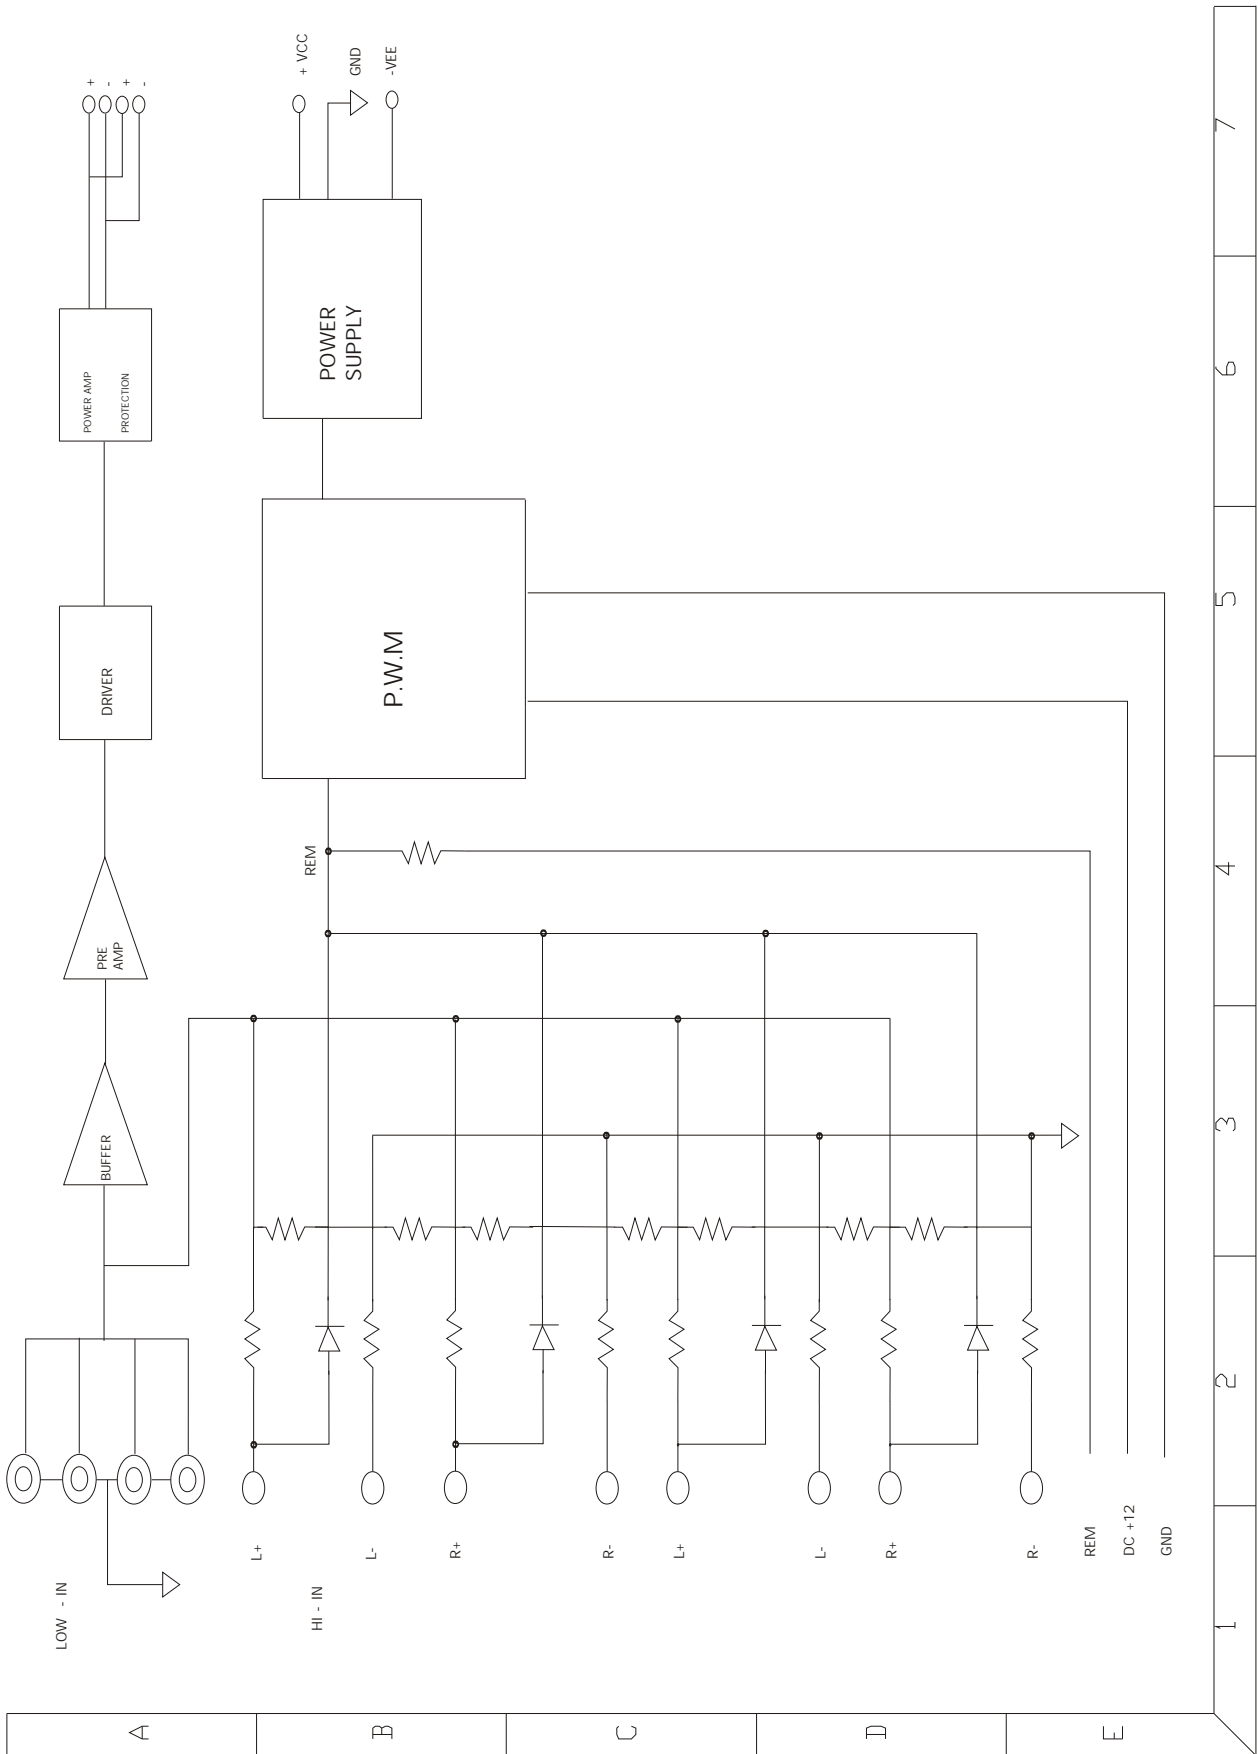 LOW - IN
BUFFER
PRE
AMP
DRIVER
POWER AMP
PROTECTION
+
-
+
-
HI - IN
L+
L-
R+
R-
L+
L-
R+
R-
REM
DC +12
GND
REM
P.W.M
POWER
SUPPLY
+ VCC
GND
-VEE
A
B
C
D
E
1
2
3
4
5
6
7